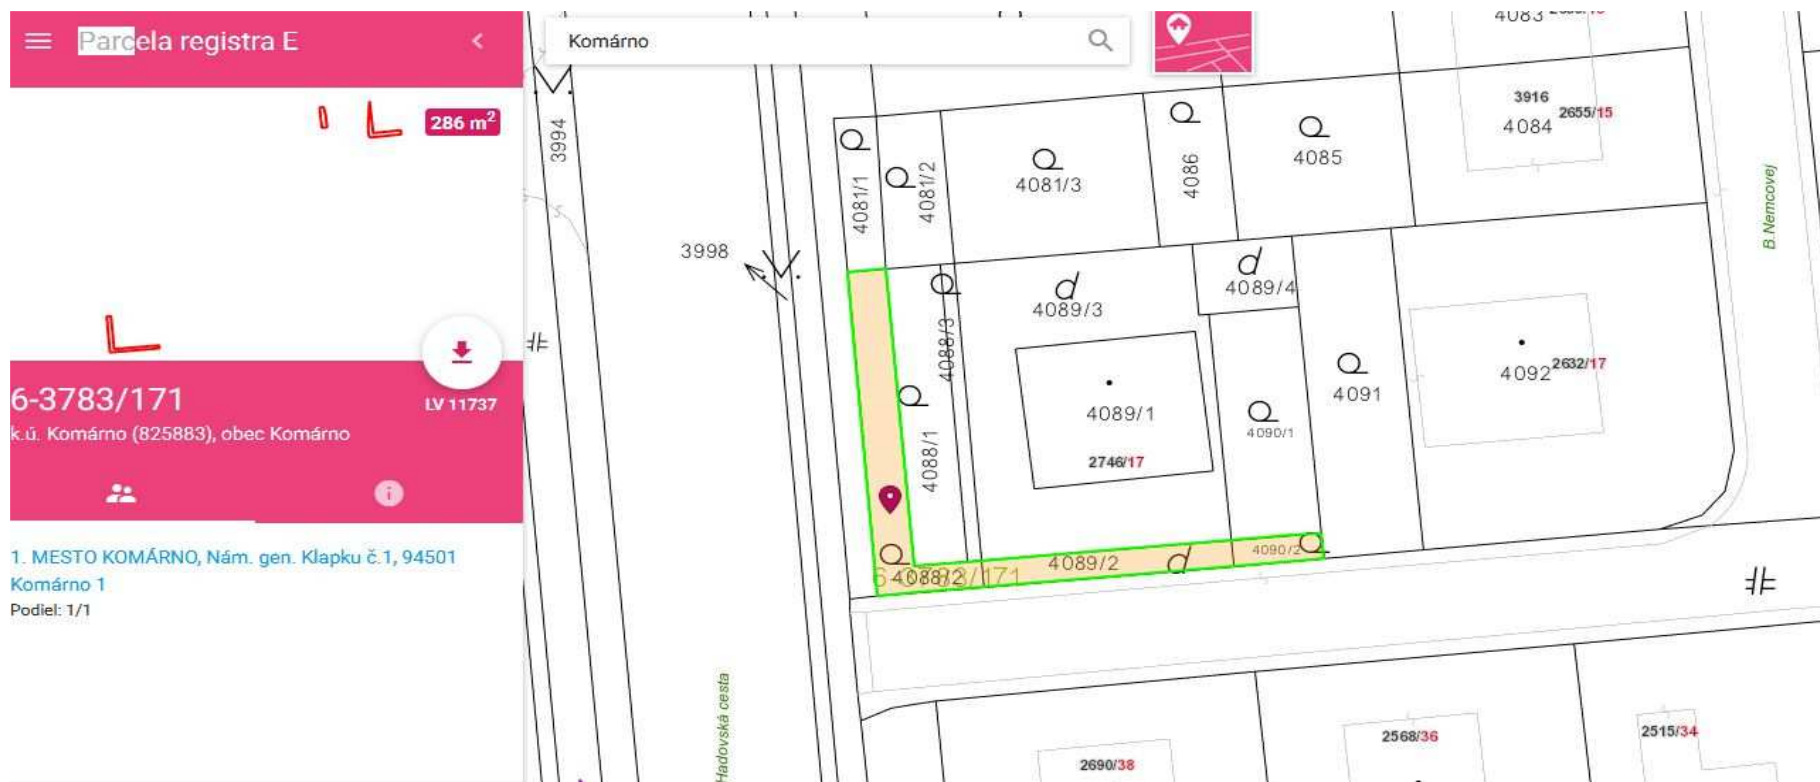 Parcela registra E
286 m²
6-3783/171
LV 11737
k.ú. Komárno (825883), obec Komárno
1. MESTO KOMÁRNO, Nám. gen. Klapku č.1, 94501
Komárno 1
Podiel: 1/1
Komárno
4083
3916
4084
2655/15
3994
4081/1
4081/2
4081/3
4086
4085
B.Nemcovej
3998
4088/3
4089/3
4089/4
4092
2632/17
4091
4089/1
4090/1
4088/1
2746/17
4089/2
4090/2
4088/2
6-3783/171
Hadovská cesta
2690/38
2568/36
2515/34